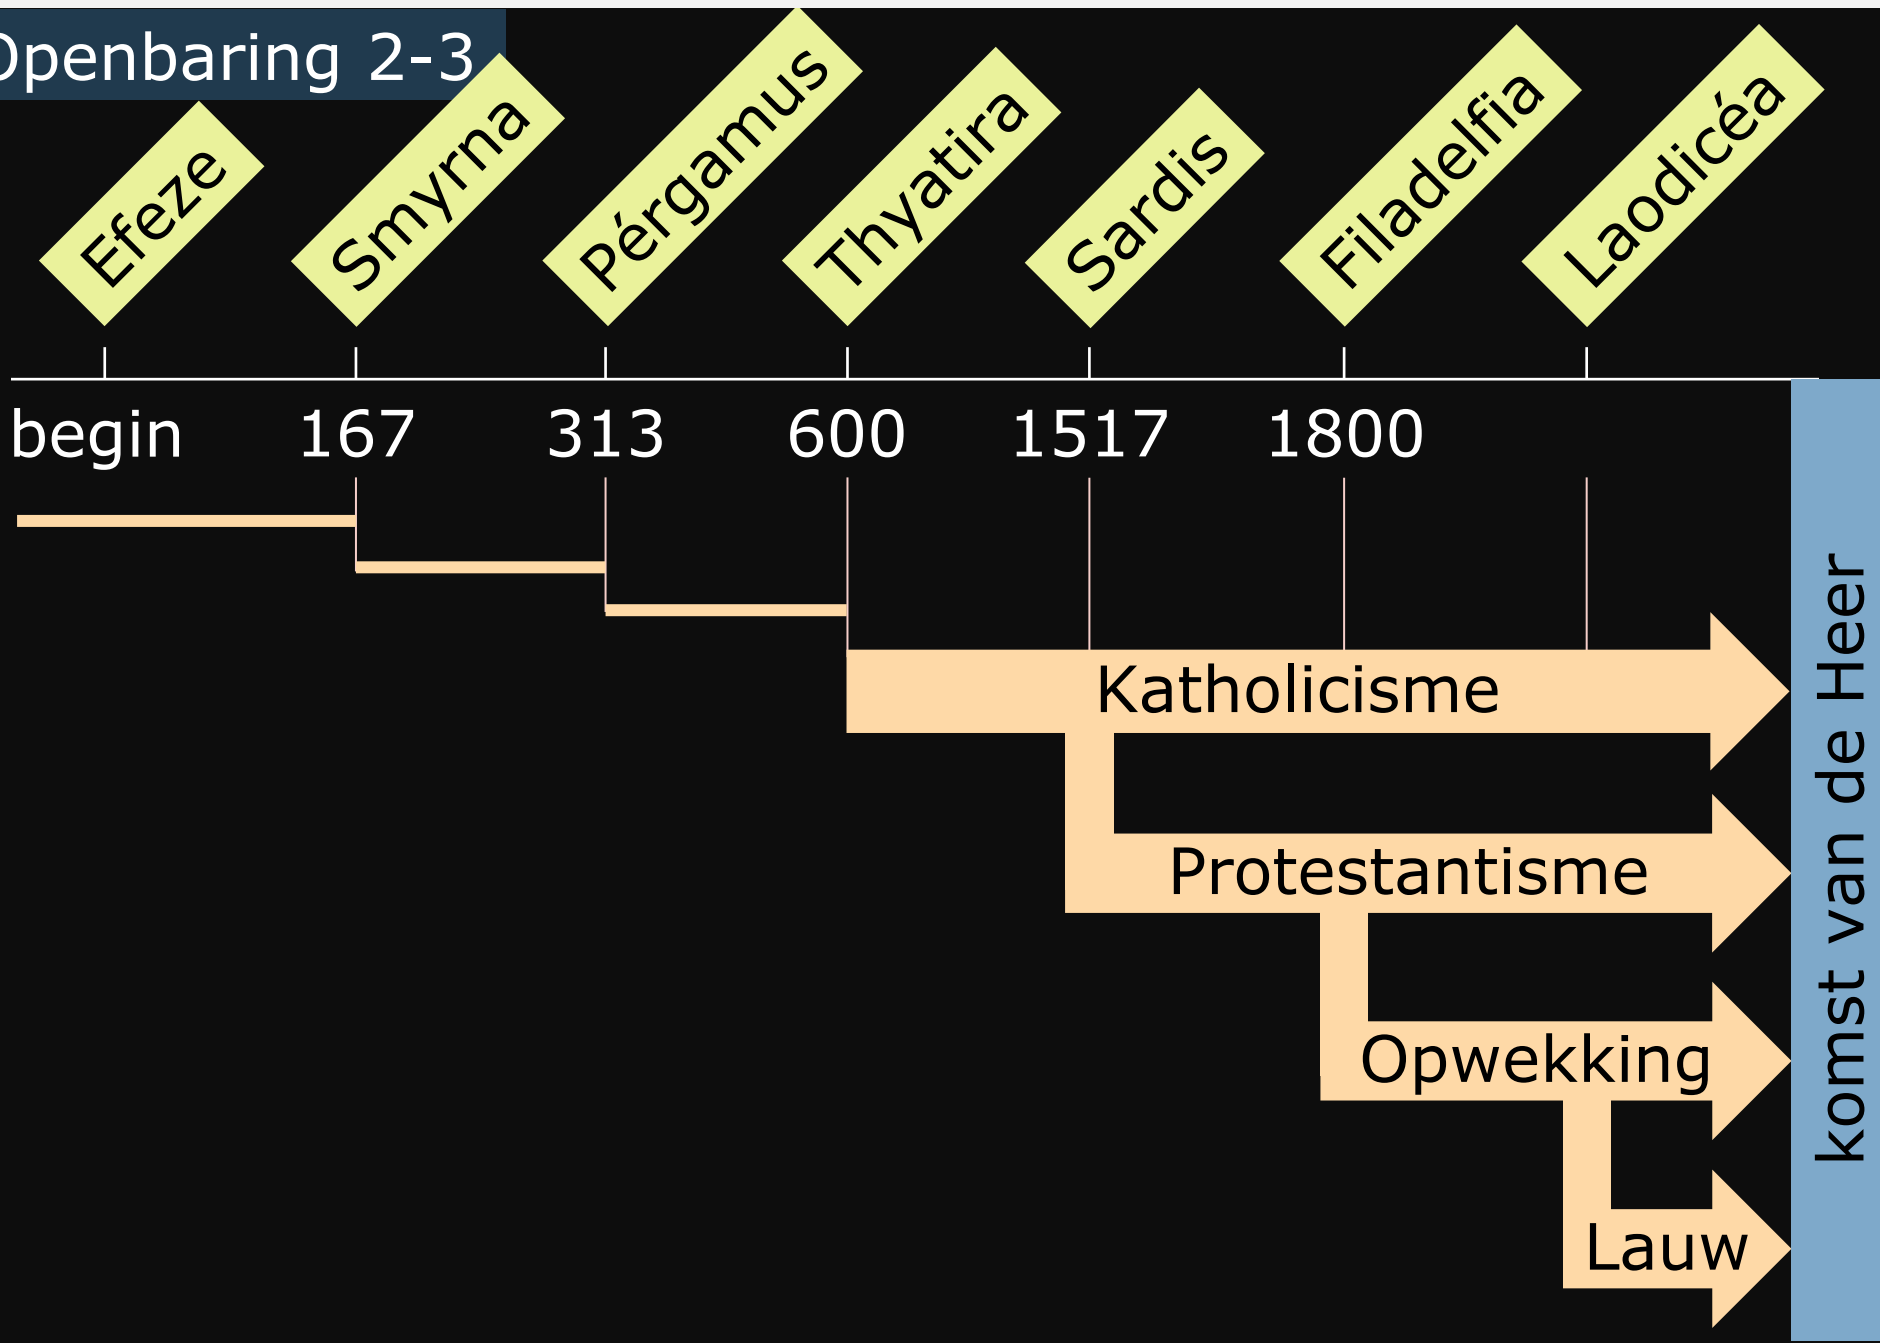 Openbaring 2-3
Efeze
Smyrna
Pérgamus
Thyatira
Sardis
Filadelfia
Laodicéa
begin 167 313 600 1517 1800
Katholicisme
Protestantisme
Opwekking
Lauw
komst van de Heer